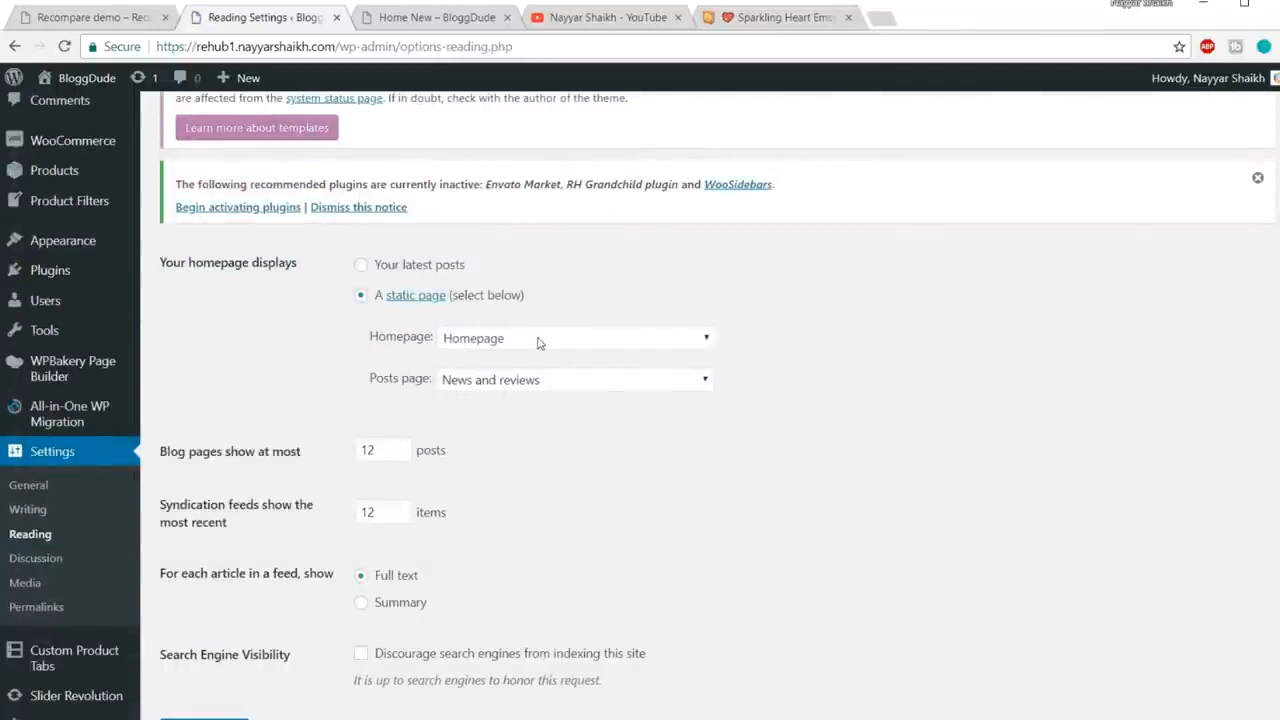 Recompare demo – Recu
Reading Settings ‹ Blogg
Home New – BloggDude
Nayyar Shaikh - YouTube
Sparkling Heart Emo
Nayyar Shaikh
Secure
https://rehub1.nayyarshaikh.com/wp-admin/options-reading.php
ABP
tb
BloggDude
1
0
New
Howdy, Nayyar Shaikh
Comments
WooCommerce
Products
Product Filters
Appearance
Plugins
Users
Tools
WPBakery Page
Builder
All-in-One WP
Migration
Settings
General
Writing
Reading
Discussion
Media
Permalinks
Custom Product
Tabs
Slider Revolution
are affected from the system status page. If in doubt, check with the author of the theme.
Learn more about templates
The following recommended plugins are currently inactive: Envato Market, RH Grandchild plugin and WooSidebars.
Begin activating plugins | Dismiss this notice
Your homepage displays
Your latest posts
A static page (select below)
Homepage: Homepage
Posts page: News and reviews
Blog pages show at most
12 posts
Syndication feeds show the
most recent
12 items
For each article in a feed, show
Full text
Summary
Search Engine Visibility
Discourage search engines from indexing this site
It is up to search engines to honor this request.